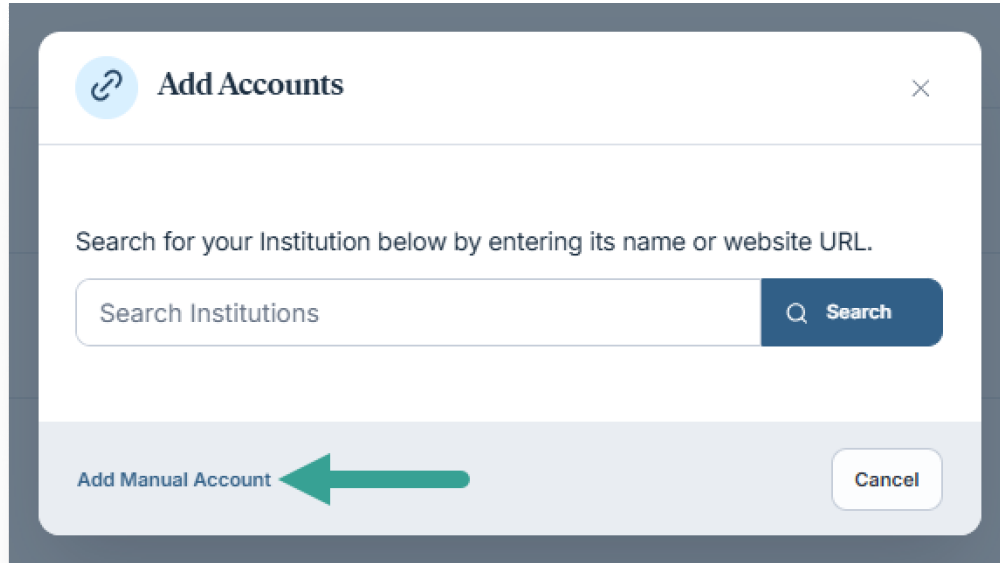 Add Accounts
Search for your Institution below by entering its name or website URL.
Search Institutions
Search
Add Manual Account
Cancel